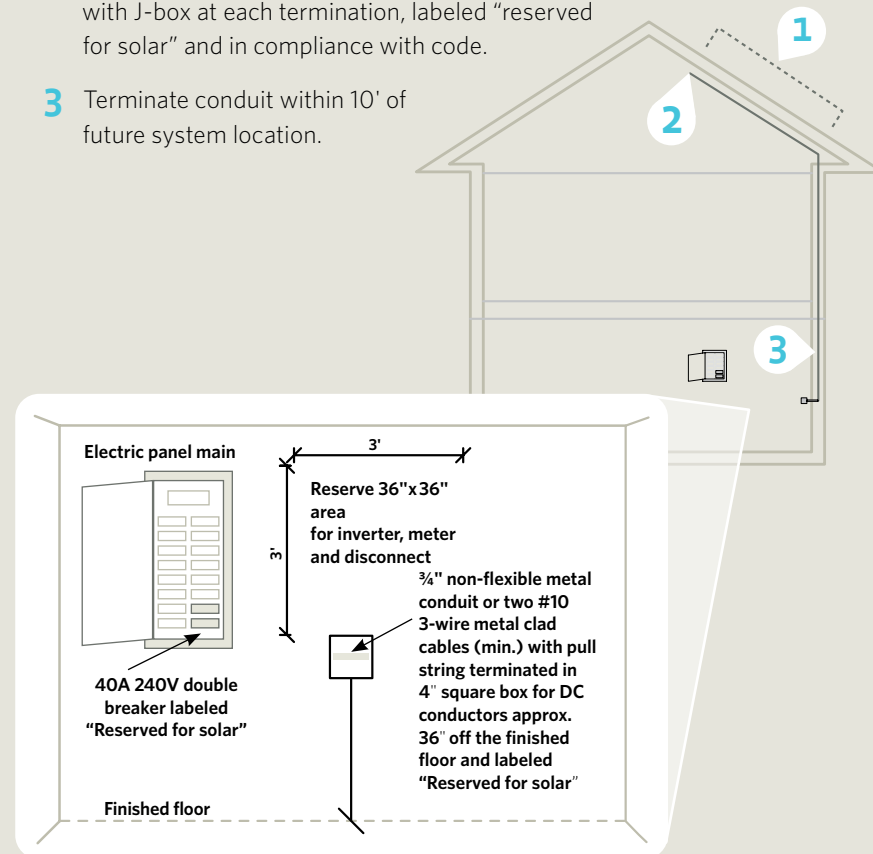 with J-box at each termination, labeled “reserved
for solar” and in compliance with code.
3 Terminate conduit within 10' of
future system location.
1
2
3
Electric panel main
3'
3'
Reserve 36"x36"
area
for inverter, meter
and disconnect
¾" non-flexible metal
conduit or two #10
3-wire metal clad
cables (min.) with pull
string terminated in
4" square box for DC
conductors approx.
36" off the finished
floor and labeled
“Reserved for solar"
40A 240V double
breaker labeled
“Reserved for solar”
Finished floor